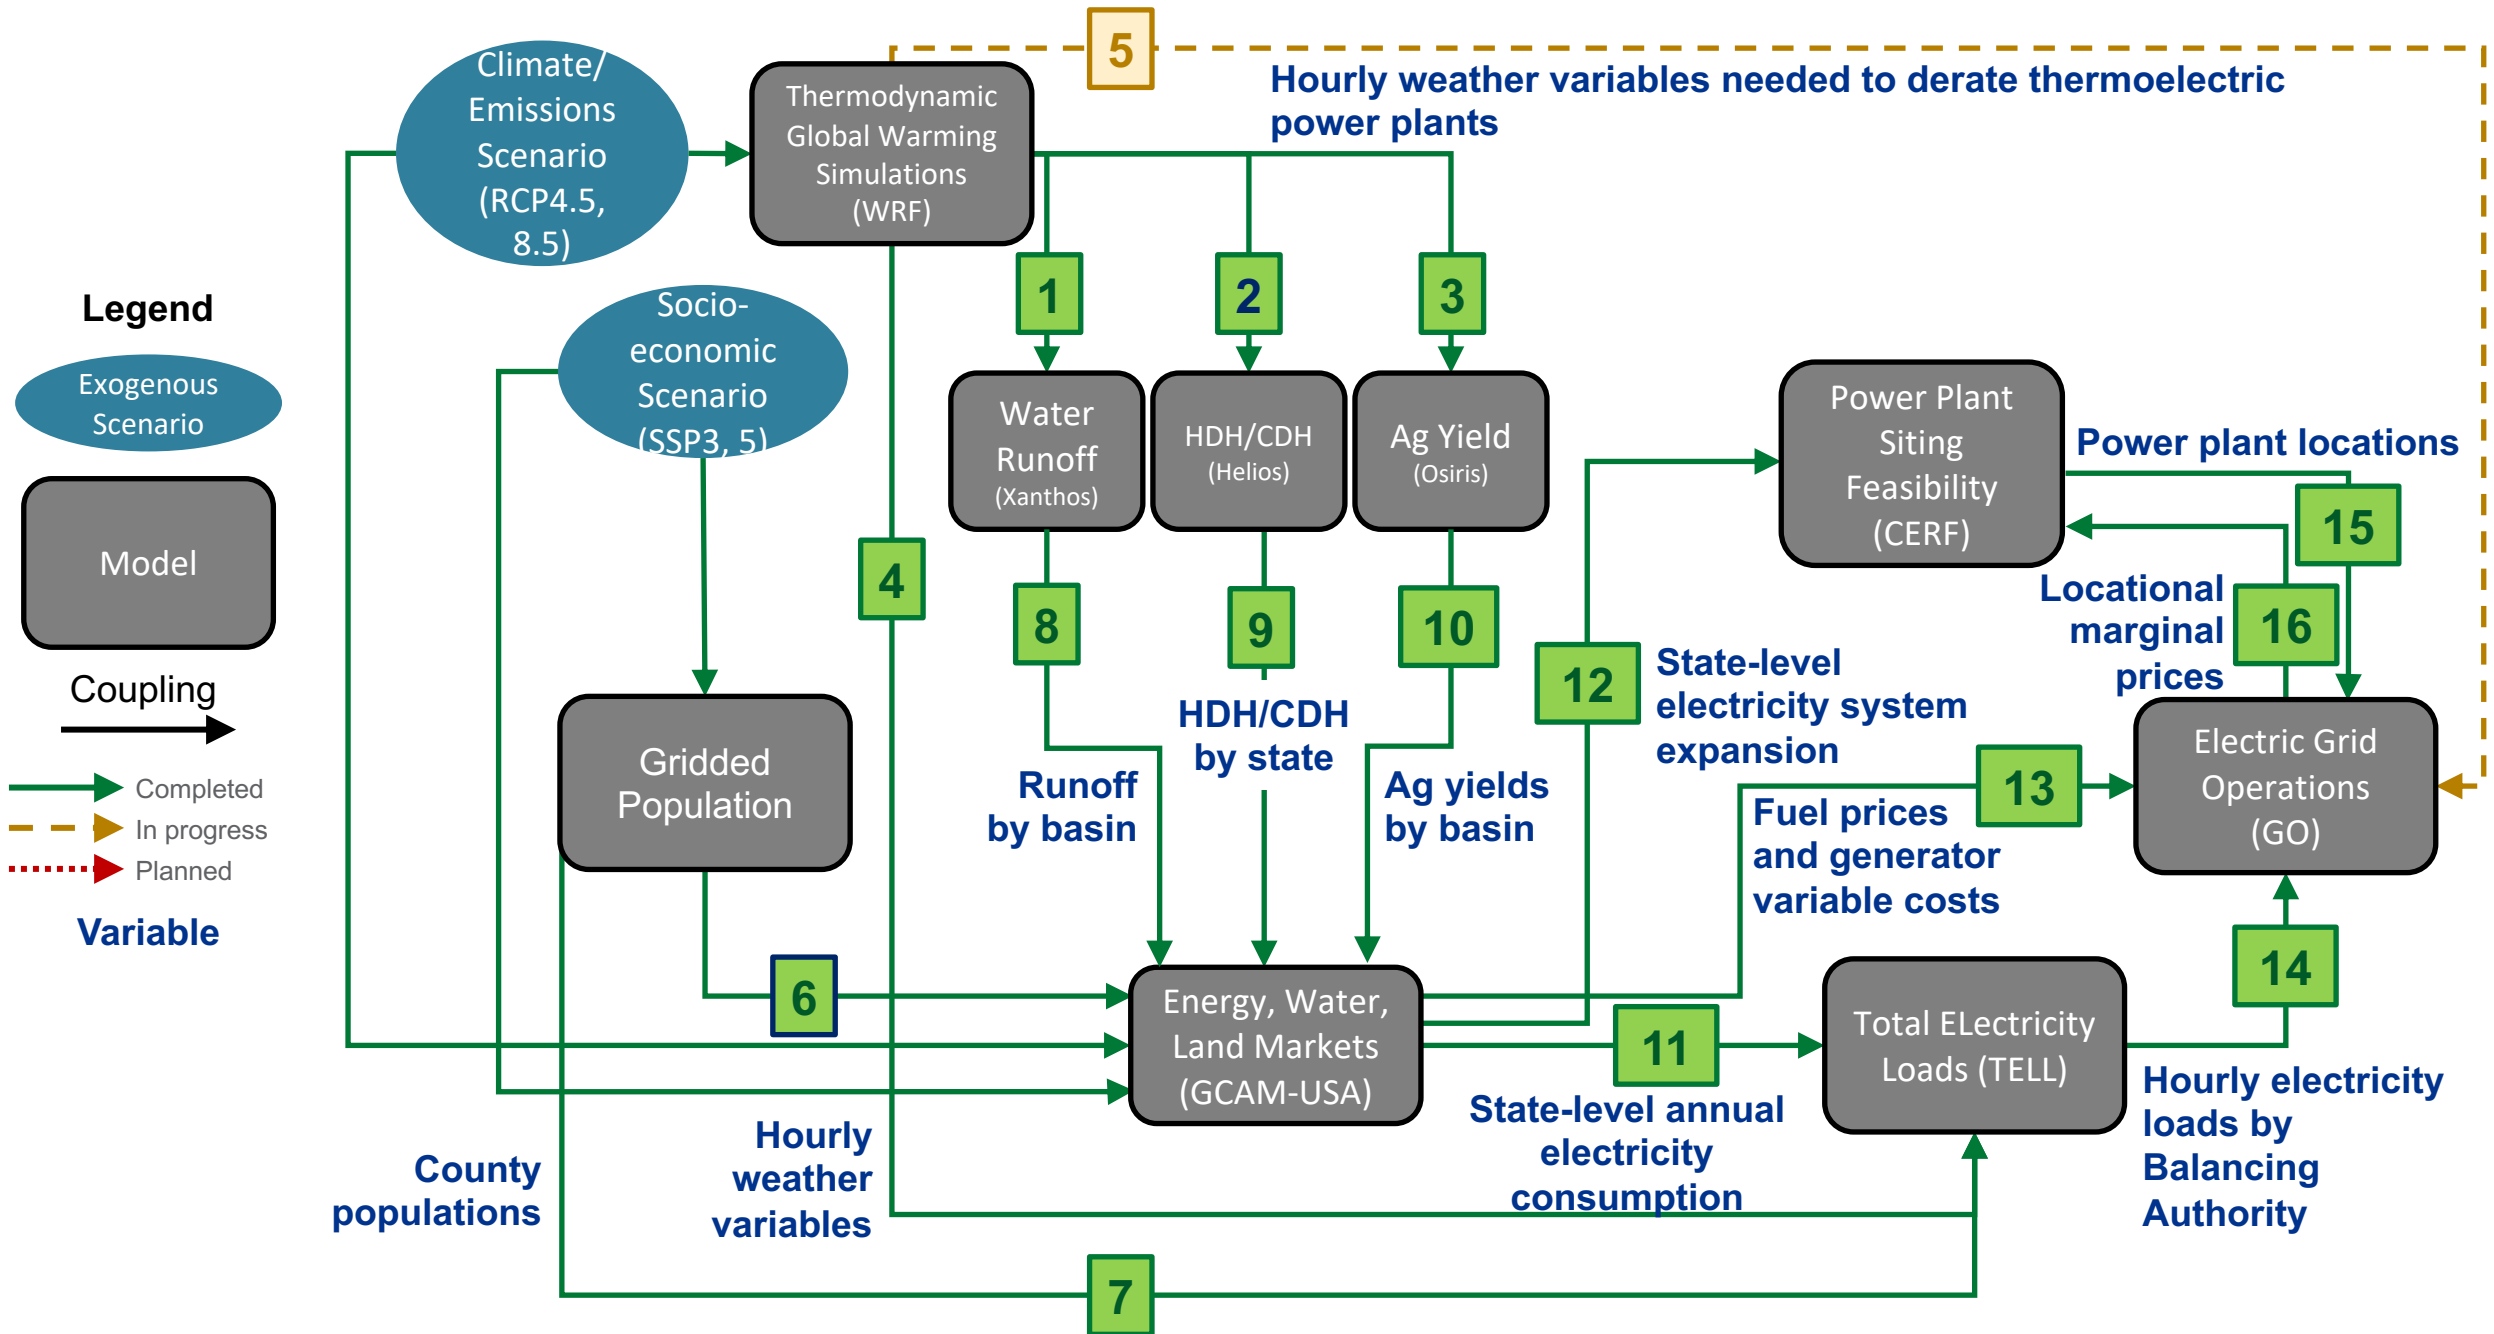 5
Climate/
Emissions
Scenario
(RCP4.5,
8.5)
Thermodynamic
Global Warming
Simulations
(WRF)
Hourly weather variables needed to derate thermoelectric
power plants
1
2
3
Legend
Exogenous
Scenario
Model
Coupling
Completed
In progress
Planned
Variable
Socio-
economic
Scenario
(SSP3, 5)
Water
Runoff
(Xanthos)
HDH/CDH
(Helios)
Ag Yield
(Osiris)
Power Plant
Siting
Feasibility
(CERF)
Power plant locations
15
4
8
9
10
12
Locational
marginal
prices
16
State-level
electricity system
expansion
HDH/CDH
by state
Runoff
by basin
Ag yields
by basin
Gridded
Population
13
Fuel prices
and generator
variable costs
Electric Grid
Operations
(GO)
14
6
Energy, Water,
Land Markets
(GCAM-USA)
11
Total ELectricity
Loads (TELL)
State-level annual
electricity
consumption
Hourly electricity
loads by
Balancing
Authority
County
populations
Hourly
weather
variables
7